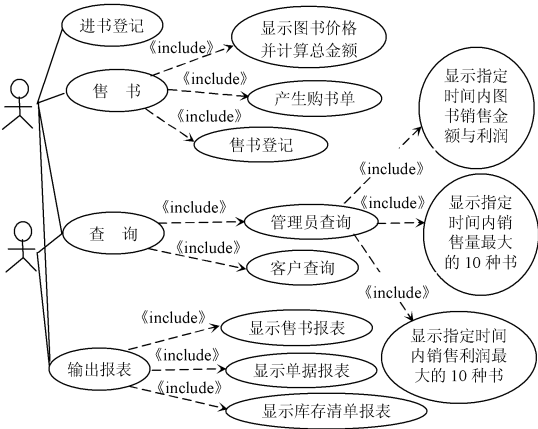 进书登记
显示图书价格
并计算总金额
《include》
售 书
《include》
产生购书单
《include》
售书登记
显示指定
时间内图
书销售金
额与利润
《include》
查 询
《include》
管理员查询
《include》
显示指定
时间内销
售量最大
的 10 种书
《include》
客户查询
《include》
显示指定时间
内销售利润最
大的 10 种书
《include》
显示售书报表
输出报表
《include》
显示单据报表
《include》
显示库存清单报表